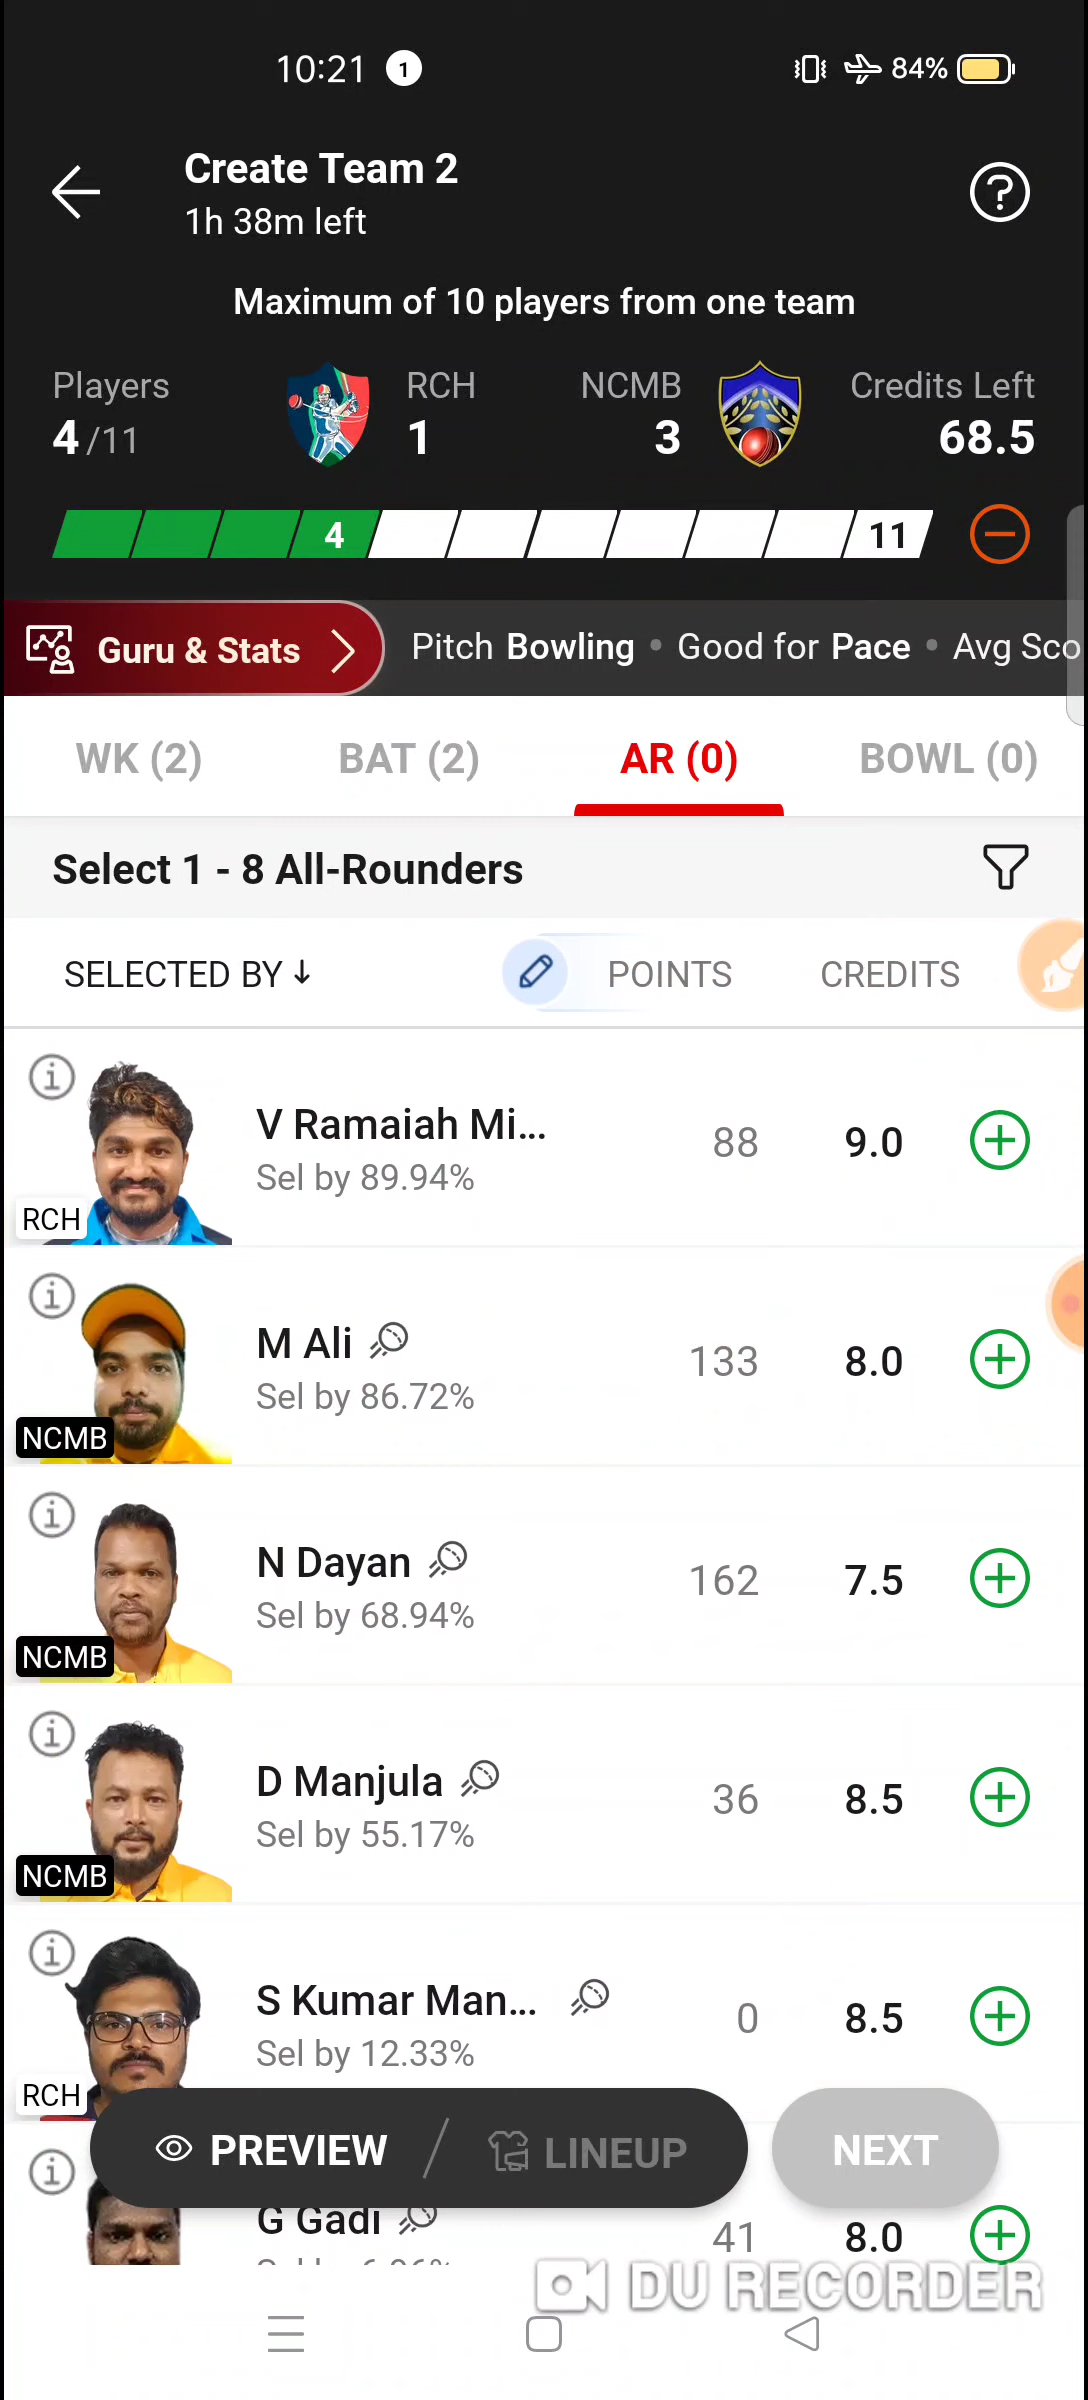 10:21 1 84%
Create Team 2
1h 38m left
Maximum of 10 players from one team
Players RCH NCMB Credits Left
4/11 1 3 68.5
4 11
Guru & Stats Pitch Bowling • Good for Pace • Avg Sco
WK (2) BAT (2) AR (0) BOWL (0)
Select 1 - 8 All-Rounders
SELECTED BY ↓ POINTS CREDITS
V Ramaiah Mi... 88 9.0
Sel by 89.94%
RCH
M Ali 133 8.0
Sel by 86.72%
NCMB
N Dayan 162 7.5
Sel by 68.94%
NCMB
D Manjula 36 8.5
Sel by 55.17%
NCMB
S Kumar Man... 0 8.5
Sel by 12.33%
RCH
PREVIEW / LINEUP NEXT
G Gadi 41 8.0
DU RECORDER